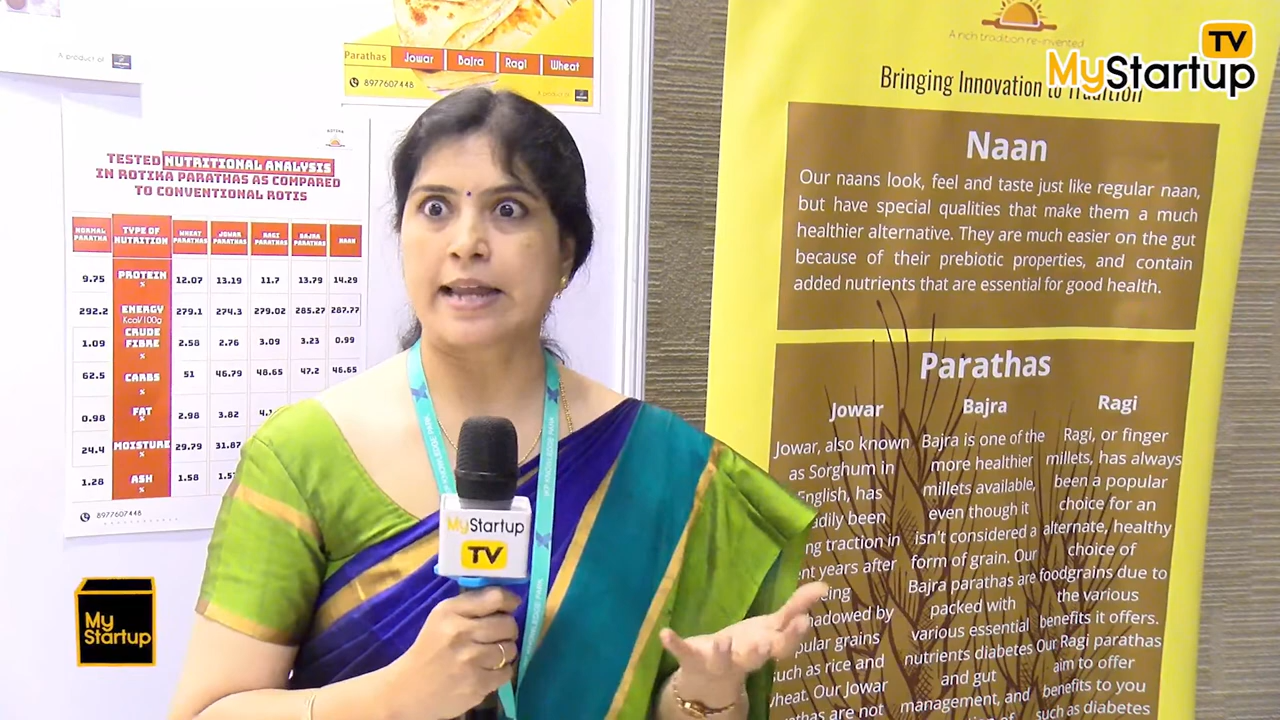 A product of
Parathas Jowar Bajra Ragi Wheat
8977607448
A product of
ROTIKA
TESTED NUTRITIONAL ANALYSIS
IN ROTIKA PARATHAS AS COMPARED
TO CONVENTIONAL ROTIS
NORMAL PARATHA TYPE OF NUTRITION WHEAT PARATHAS JOWAR PARATHAS RAGI PARATHAS BAJRA PARATHAS NAAN
9.75 PROTEIN % 12.07 13.19 11.7 13.79 14.29
292.2 ENERGY Kcal/100g 279.1 274.3 279.02 285.27 287.77
1.09 CRUDE FIBRE % 2.58 2.76 3.09 3.23 0.99
62.5 CARBS % 51 46.79 48.65 47.2 46.65
0.98 FAT % 2.98 3.82
24.4 MOISTURE % 29.79 31.87
1.28 ASH % 1.58
8977607448
My
Startup
MyStartup
TV
A rich tradition re-invented
TV
MyStartup
Bringing Innovation to Tradition
Naan
Our naans look, feel and taste just like regular naan,
but have special qualities that make them a much
healthier alternative. They are much easier on the gut
because of their prebiotic properties, and contain
added nutrients that are essential for good health.
Parathas
Jowar
Jowar, also known
as Sorghum in
English, has
been
traction in
years after
rice and
Our Jowar
are not
Bajra
Bajra is one of the
more healthier
millets available,
even though it
isn't considered a
form of grain. Our
Bajra parathas are
packed with
various essential
nutrients diabetes
and gut
management, and
Ragi
Ragi, or finger
millets, has always
been a popular
choice for an
alternate, healthy
choice of
foodgrains due to
the various
benefits it offers.
Our Ragi parathas
aim to offer
benefits to you
such as diabetes